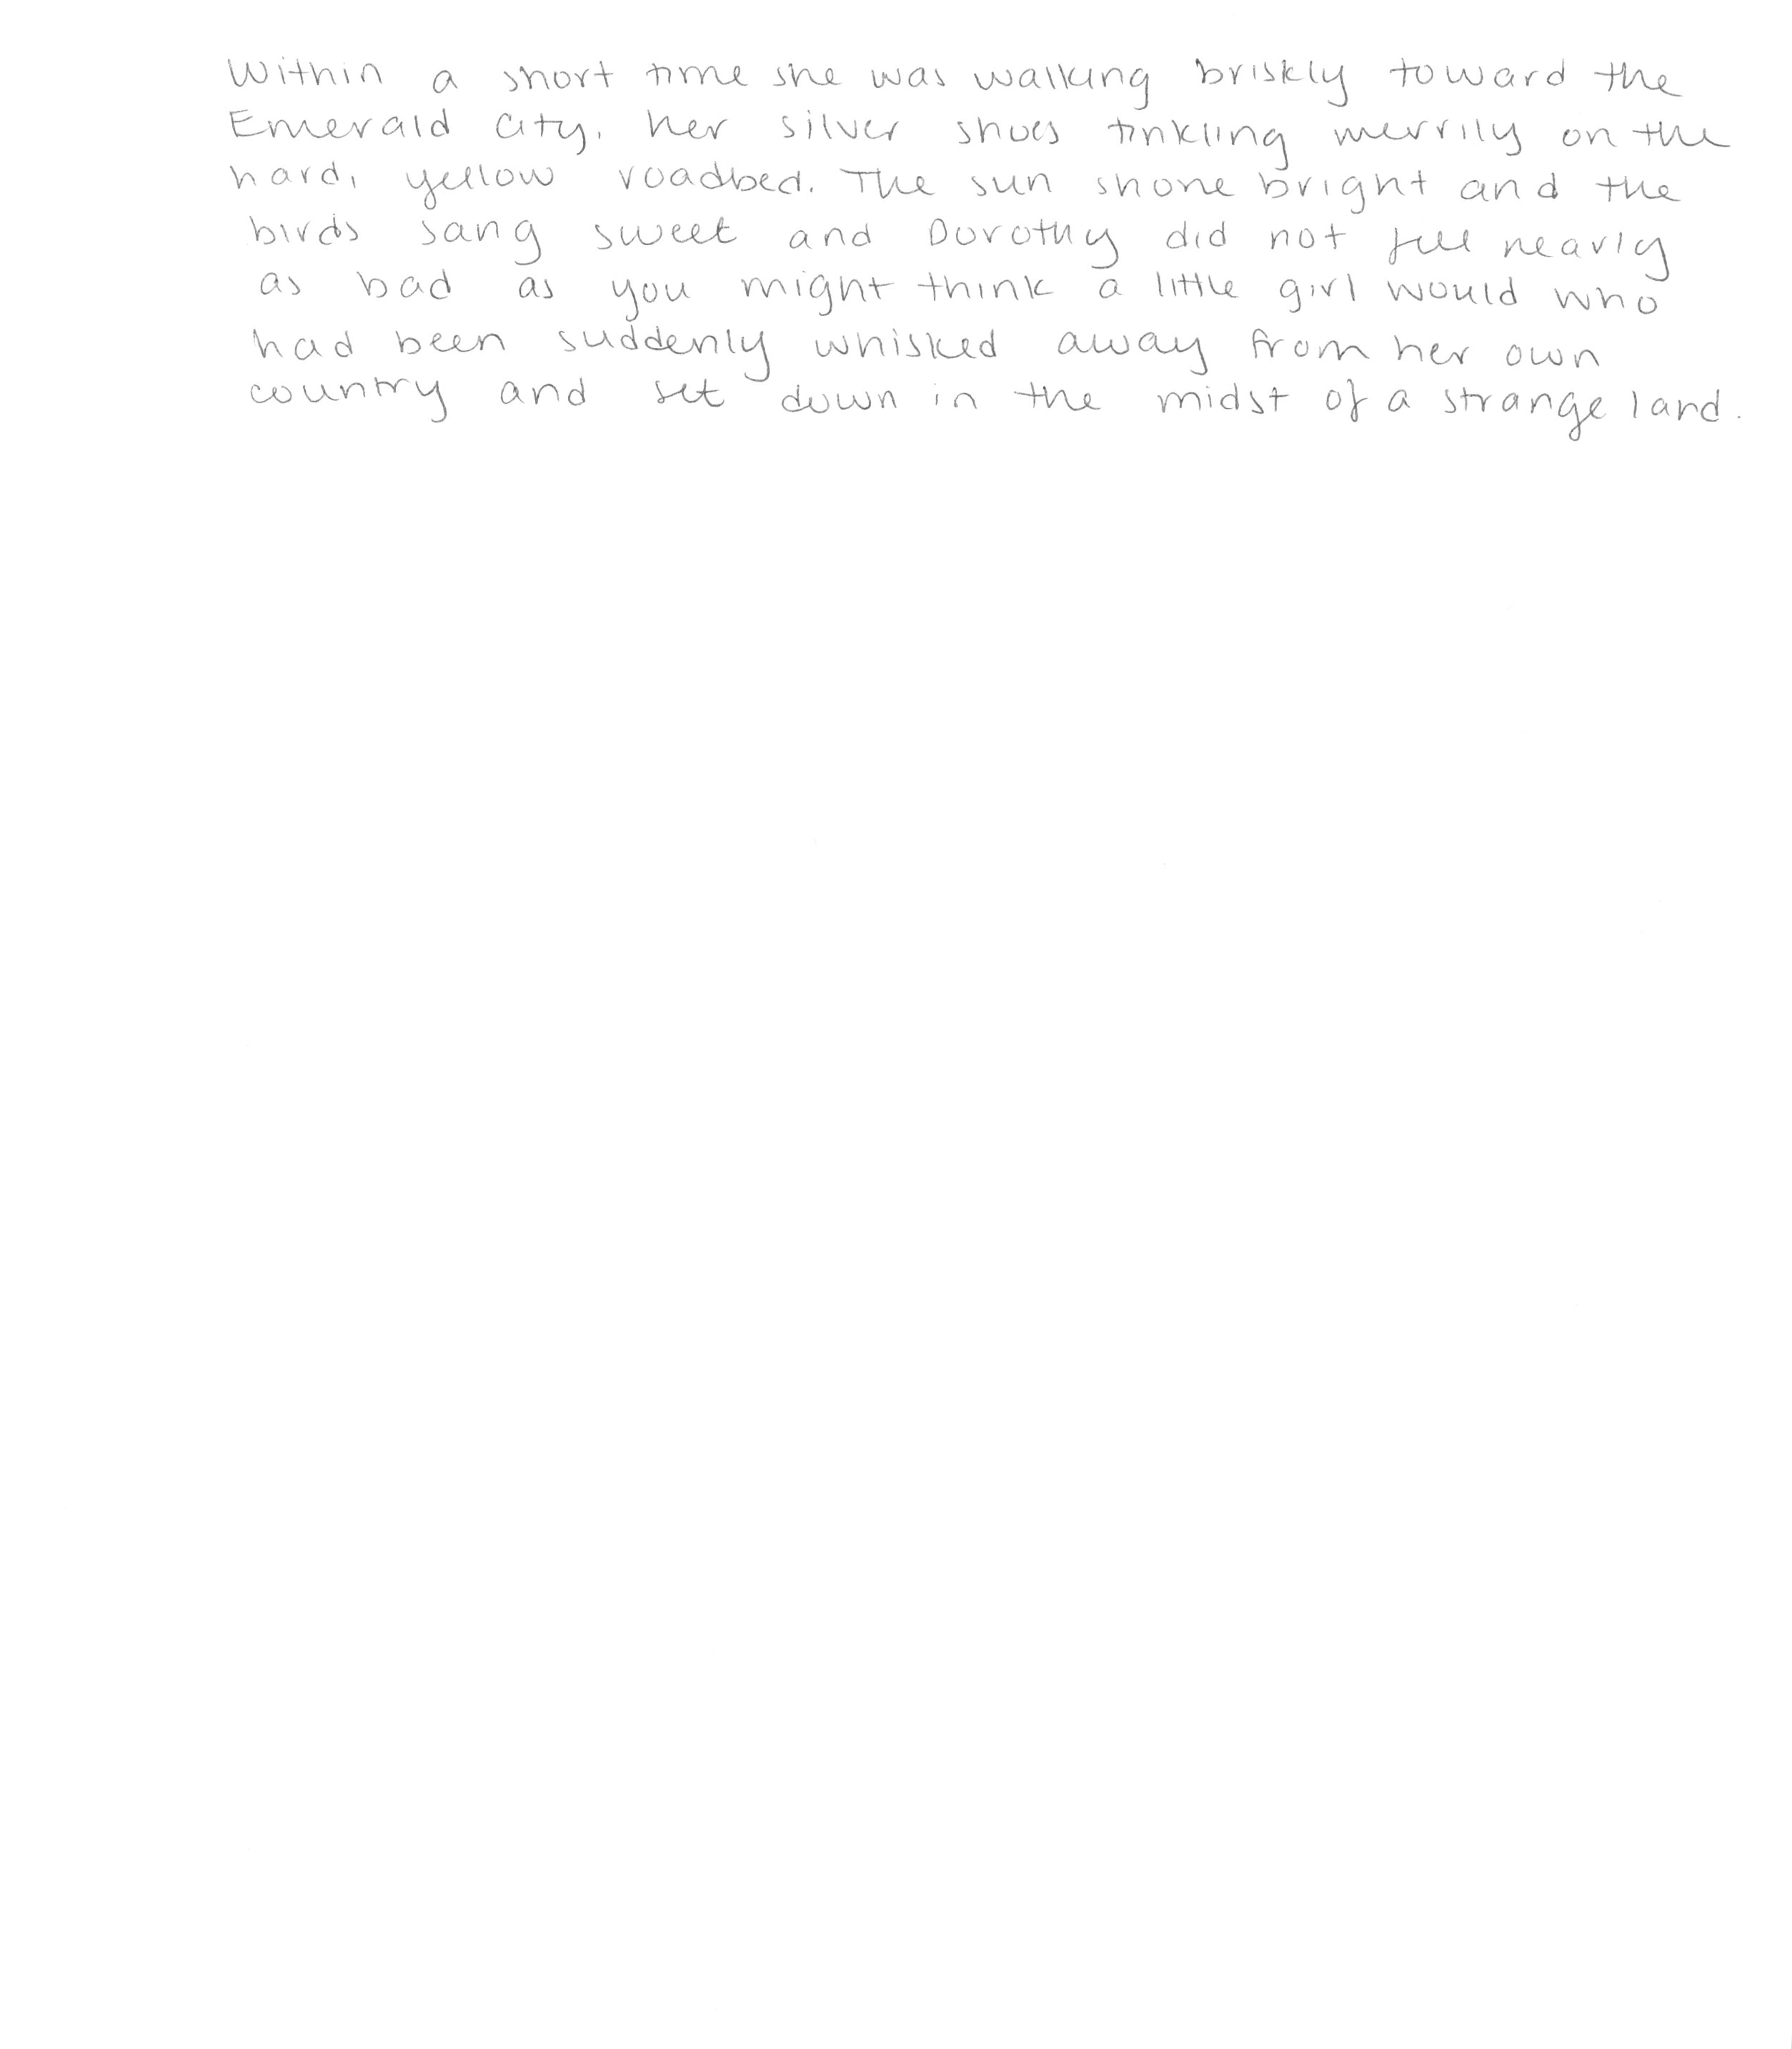 Within a short time she was walking briskly toward the
Emerald City, her silver shoes tinkling merrily on the
hard, yellow roadbed. The sun shone bright and the
birds sang sweet and Dorothy did not feel nearly
as bad as you might think a little girl would who
had been suddenly whisked away from her own
country and set down in the midst of a strange land.